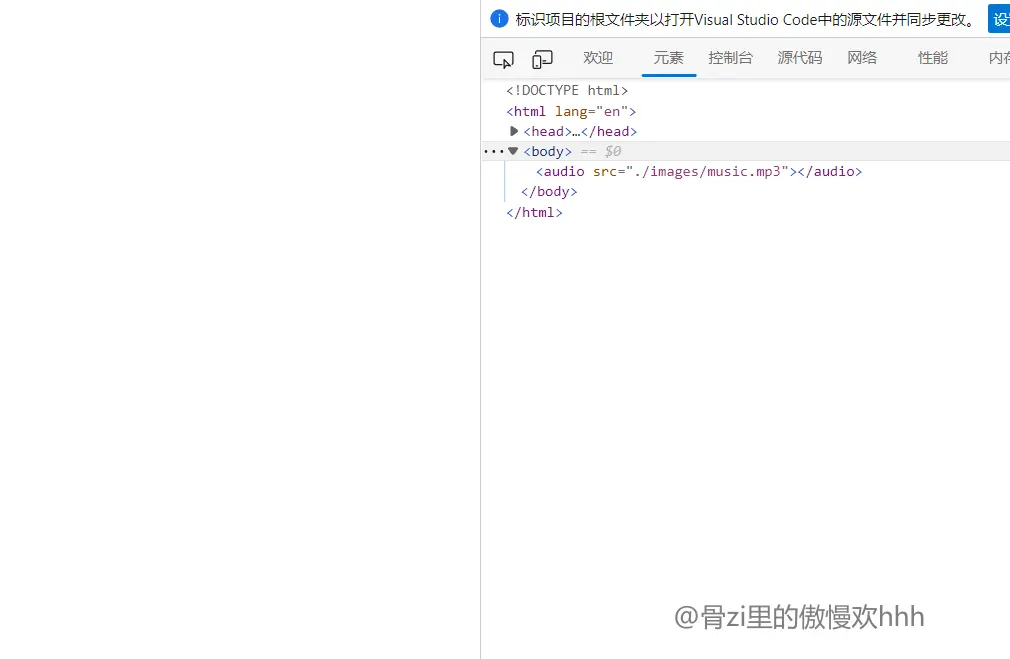 标识项目的根文件夹以打开Visual Studio Code中的源文件并同步更改。 设
欢迎 元素 控制台 源代码 网络 性能 内存
<!DOCTYPE html>
<html lang="en">
<head>…</head>
<body> == $0
<audio src="./images/music.mp3"></audio>
</body>
</html>
@骨zi里的傲慢欢hhh